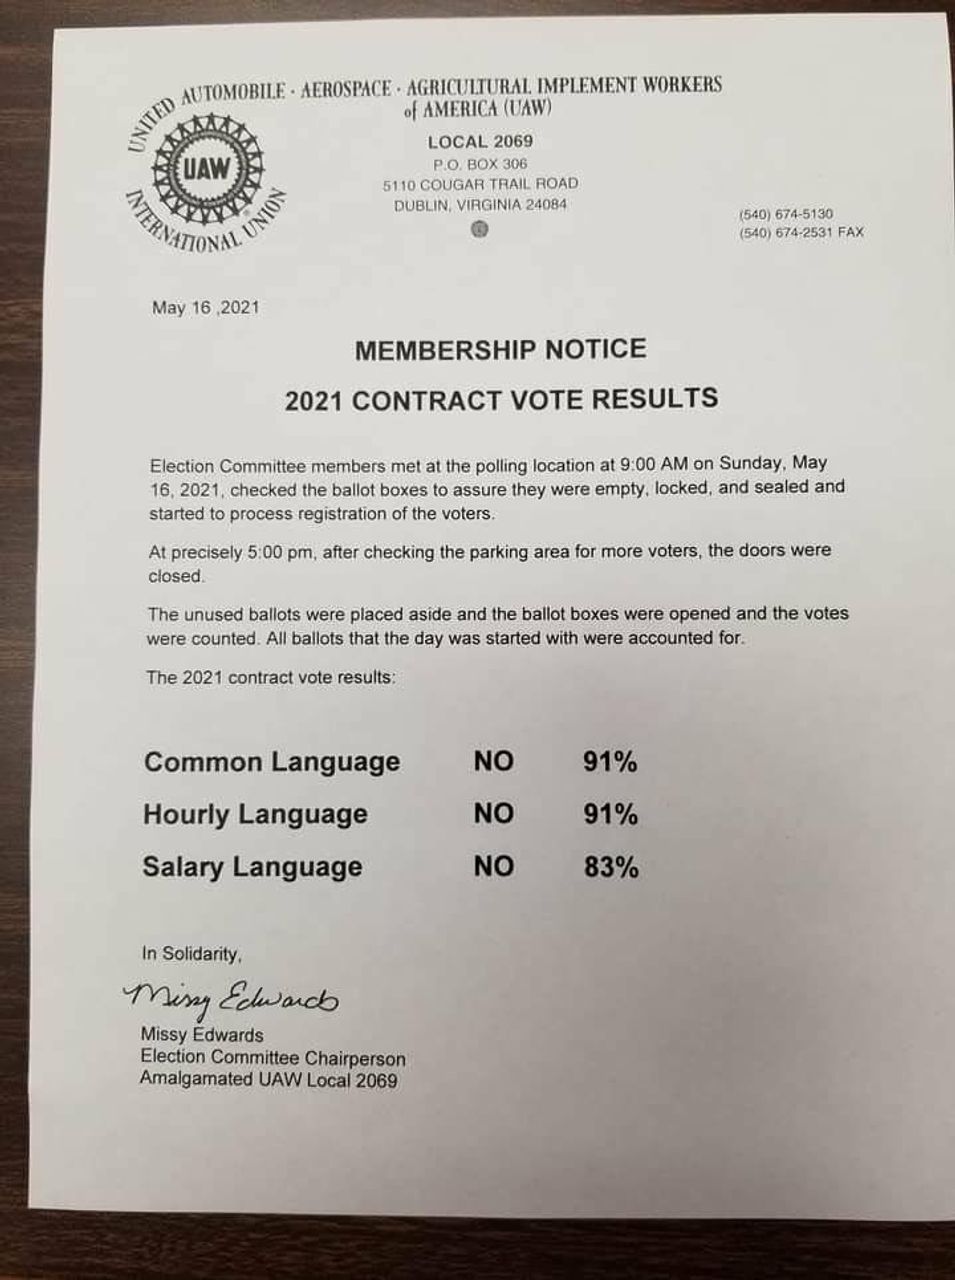 UNITED AUTOMOBILE · AEROSPACE · AGRICULTURAL IMPLEMENT WORKERS
of AMERICA (UAW)
UAW
INTERNATIONAL UNION
LOCAL 2069
P.O. BOX 306
5110 COUGAR TRAIL ROAD
DUBLIN, VIRGINIA 24084
(540) 674-5130
(540) 674-2531 FAX
May 16 ,2021
MEMBERSHIP NOTICE
2021 CONTRACT VOTE RESULTS
Election Committee members met at the polling location at 9:00 AM on Sunday, May
16, 2021, checked the ballot boxes to assure they were empty, locked, and sealed and
started to process registration of the voters.
At precisely 5:00 pm, after checking the parking area for more voters, the doors were
closed.
The unused ballots were placed aside and the ballot boxes were opened and the votes
were counted. All ballots that the day was started with were accounted for.
The 2021 contract vote results:
Common Language NO 91%
Hourly Language NO 91%
Salary Language NO 83%
In Solidarity,
Missy Edwards
Missy Edwards
Election Committee Chairperson
Amalgamated UAW Local 2069